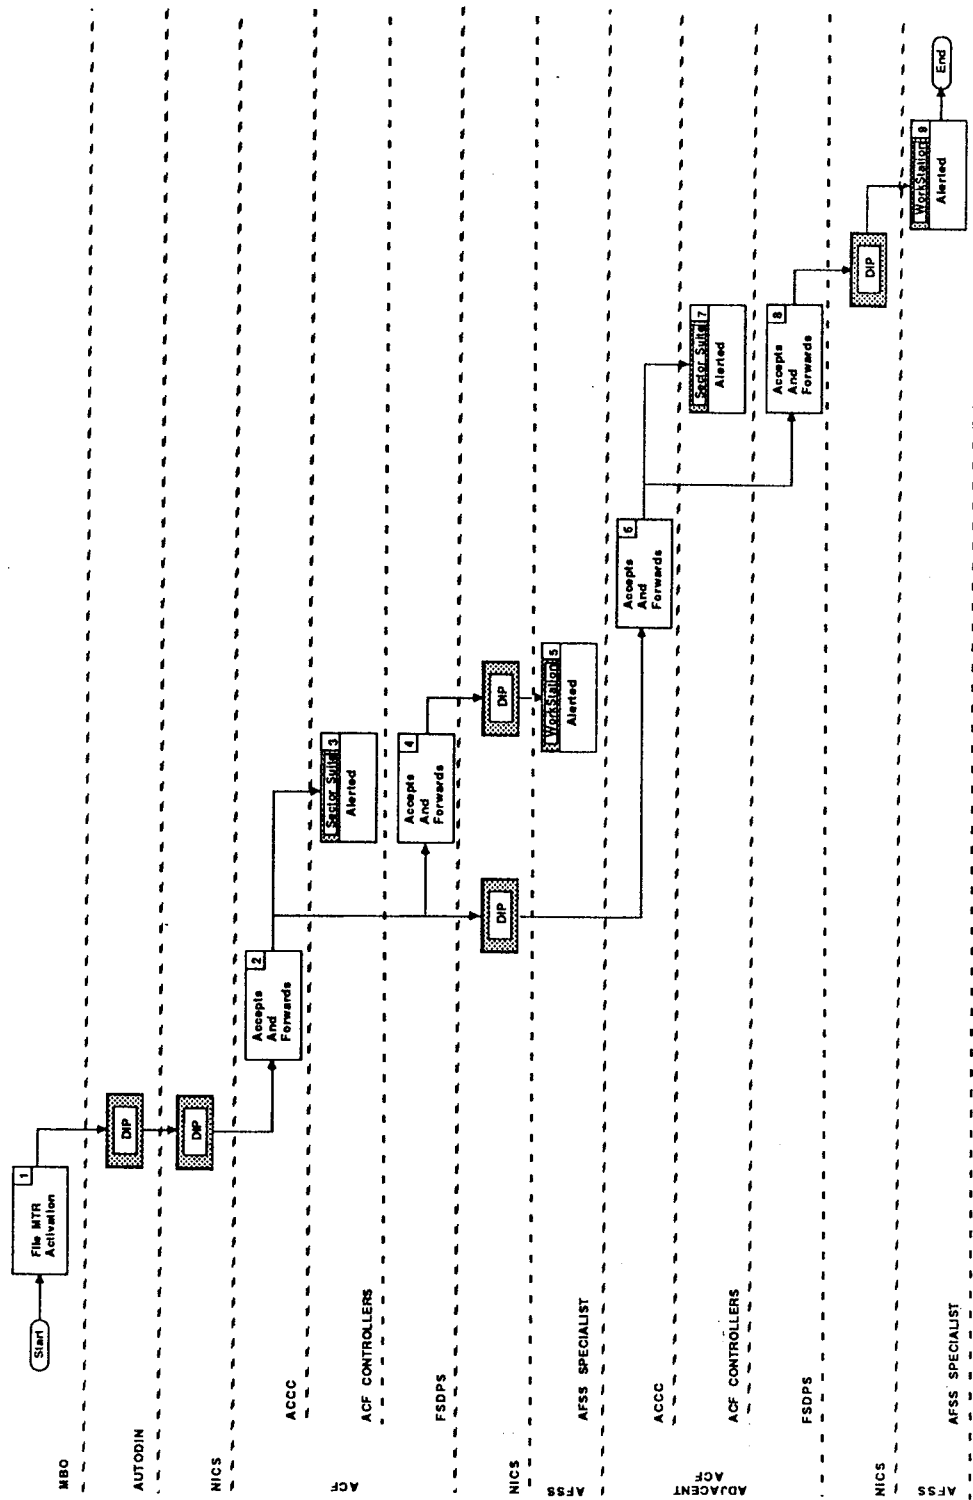 MBO
Start
File MTR
Activation
1
AUTODIN
DIP
NICS
DIP
ACF
ACCC
Accepts
And
Forwards
2
ACF CONTROLLERS
Sector Suite
3
Alerted
FSDPS
Accepts
And
Forwards
4
NICS
DIP
DIP
AFSS
AFSS SPECIALIST
WorkStation
5
Alerted
ADJACENT
ACF
ACCC
Accepts
And
Forwards
6
ACF CONTROLLERS
Sector Suite
7
Alerted
FSDPS
Accepts
And
Forwards
8
NICS
DIP
AFSS
AFSS SPECIALIST
WorkStation
9
Alerted
End